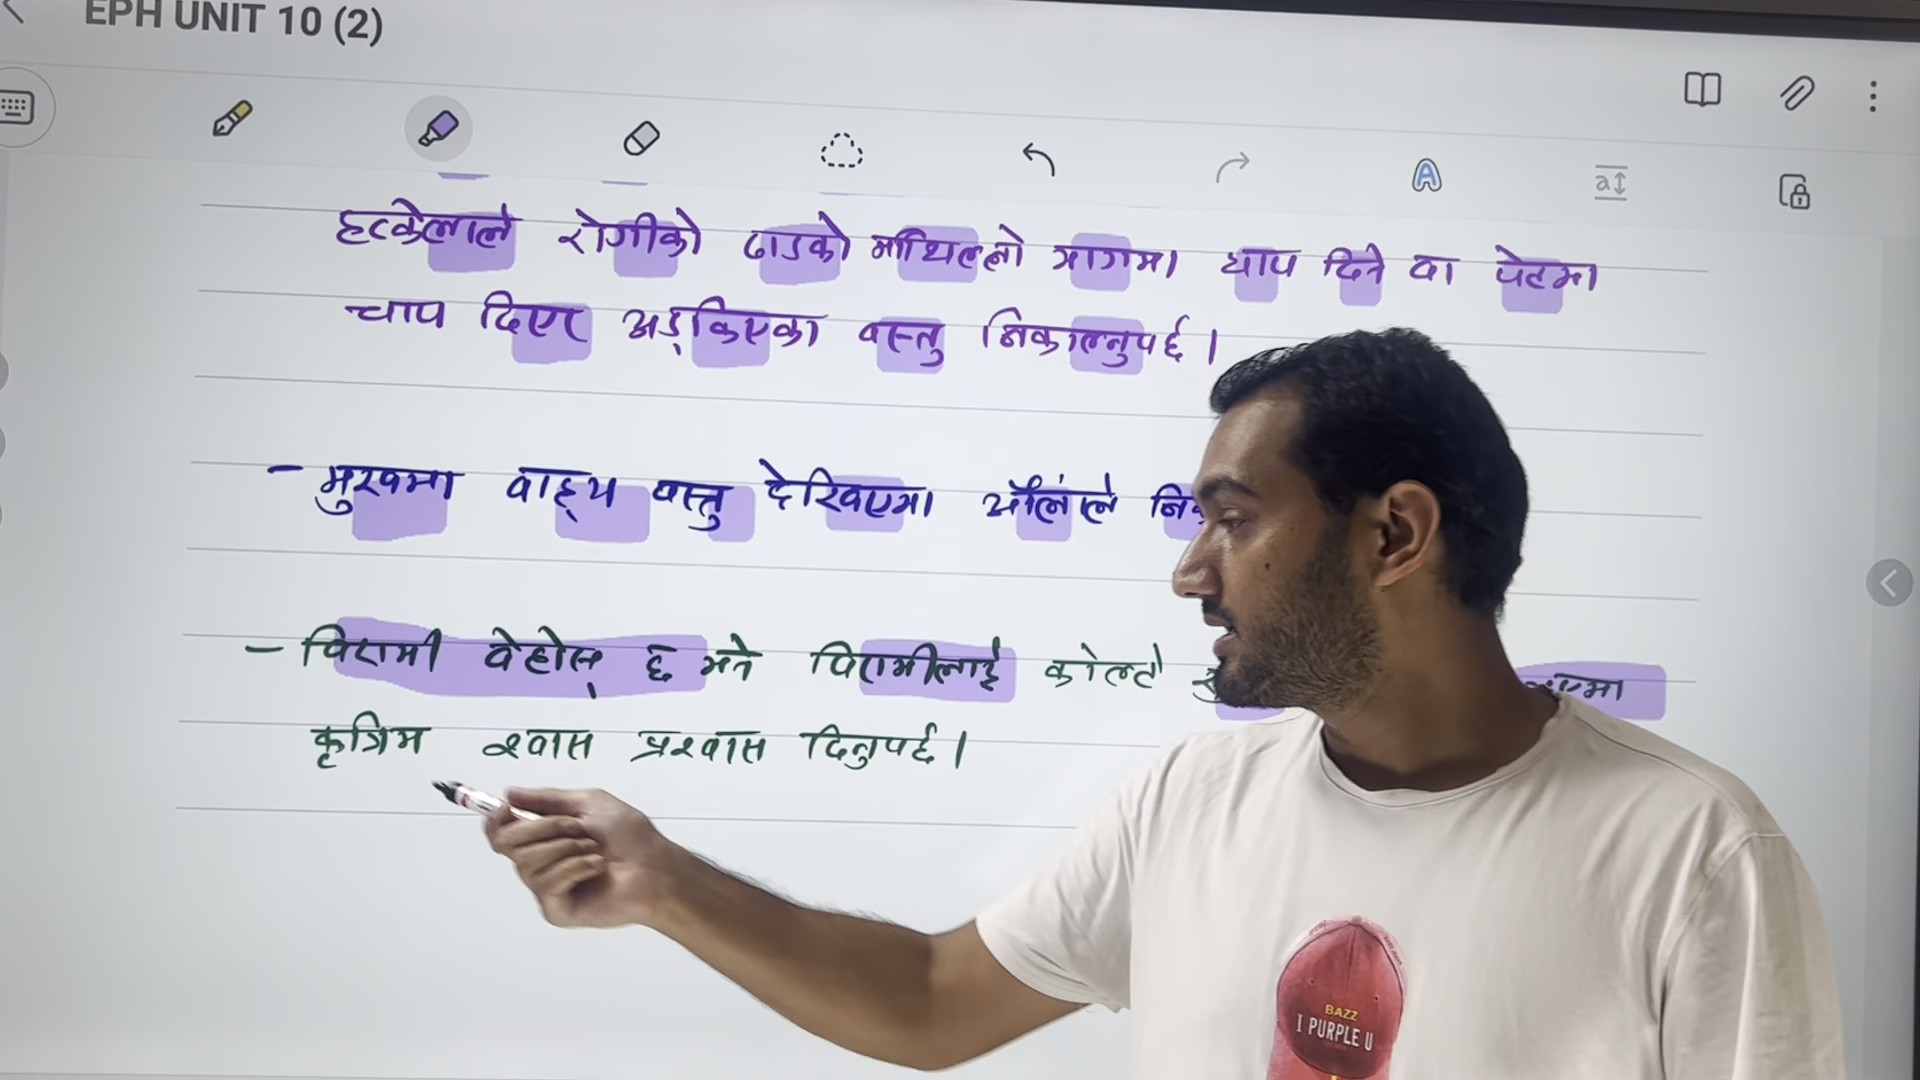 EPH UNIT 10 (2)
हत्केलाले रोगीको ढाडको माथिल्लो भागमा थाप दिने वा पेटमा
चाप दिएर अड्किएका वस्तु निकाल्नुपर्छ।
- मुखमा वाह्य वस्तु देखिएमा औंलाले
- विरामी वेहोस् छ भने विरामीलाई कोल्टे
कृत्रिम श्वास प्रश्वास दिनुपर्छ।
BAZZ
I PURPLE U